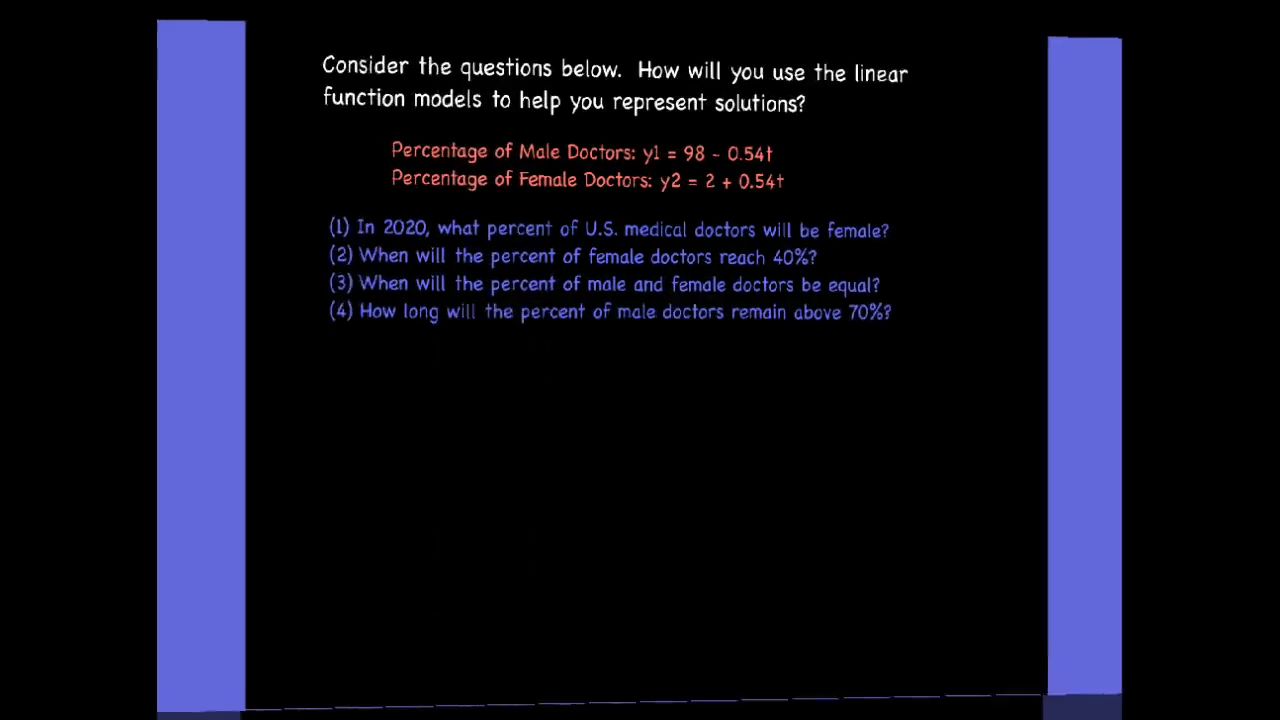 Consider the questions below. How will you use the linear
function models to help you represent solutions?
Percentage of Male Doctors: y1 = 98 - 0.54t
Percentage of Female Doctors: y2 = 2 + 0.54t
(1) In 2020, what percent of U.S. medical doctors will be female?
(2) When will the percent of female doctors reach 40%?
(3) When will the percent of male and female doctors be equal?
(4) How long will the percent of male doctors remain above 70%?